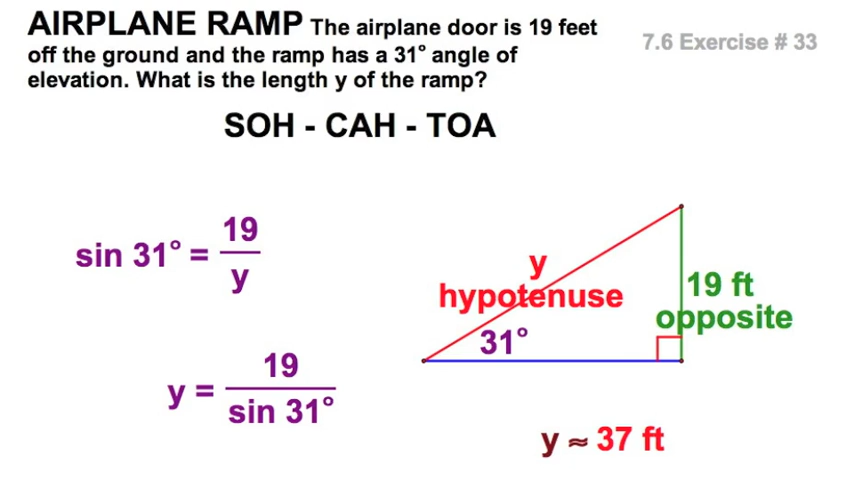 AIRPLANE RAMP The airplane door is 19 feet
off the ground and the ramp has a 31° angle of
elevation. What is the length y of the ramp?
7.6 Exercise # 33
SOH - CAH - TOA
sin 31° = 19/y
y = 19/sin 31°
y
hypotenuse
31°
19 ft
opposite
y ≈ 37 ft